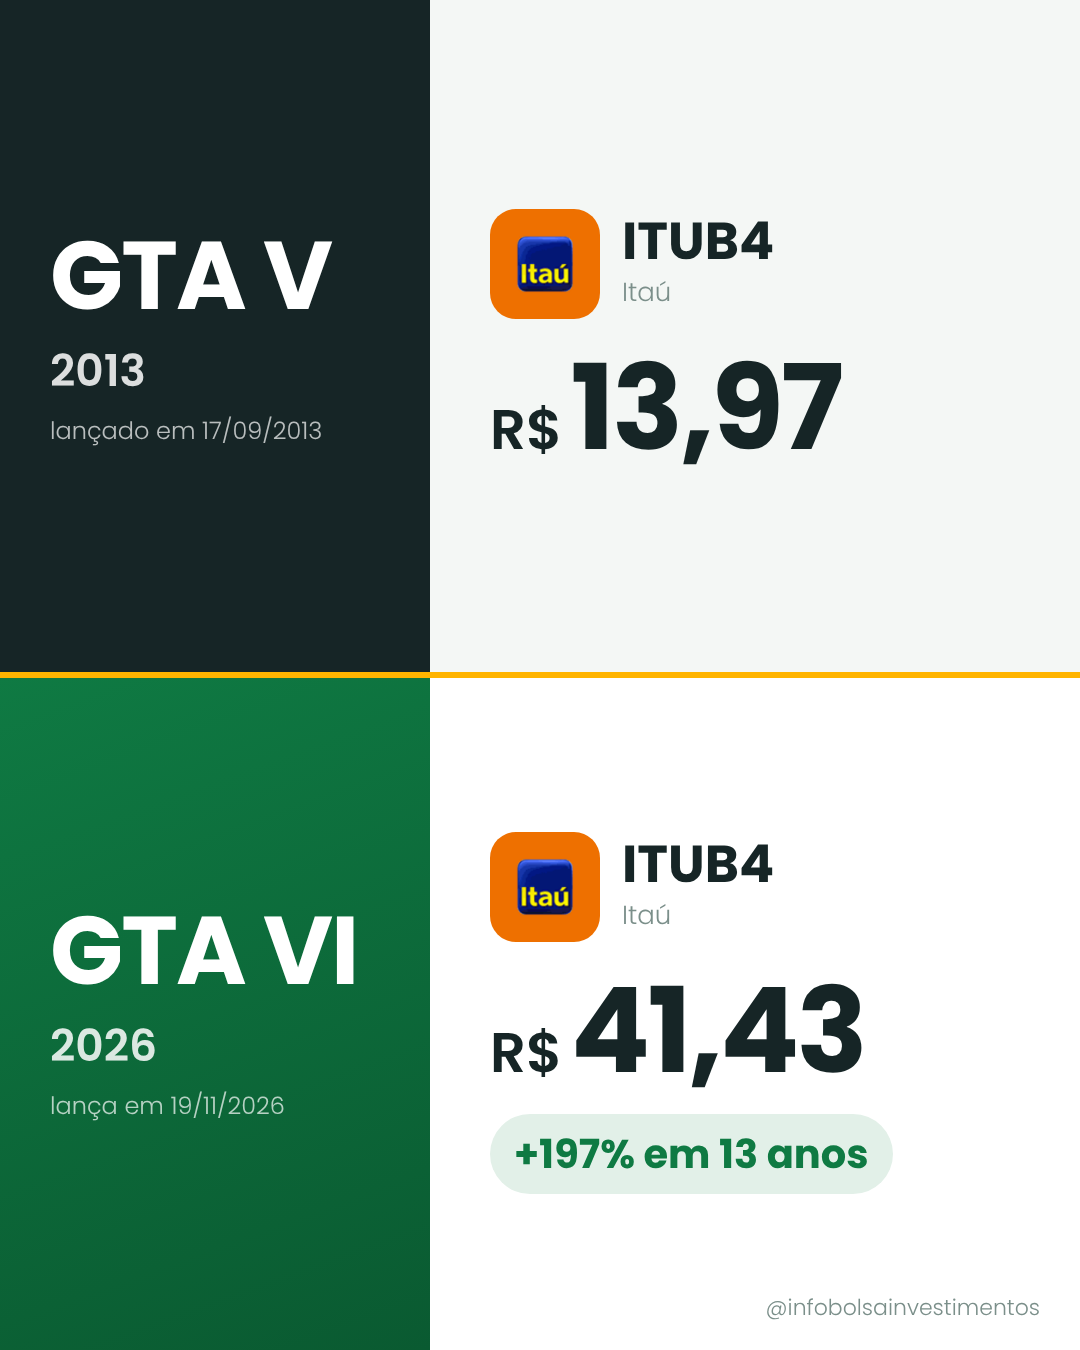 GTA V
2013
lançado em 17/09/2013
Itaú
ITUB4
Itaú
R$ 13,97
GTA VI
2026
lança em 19/11/2026
Itaú
ITUB4
Itaú
R$ 41,43
+197% em 13 anos
@infobolsainvestimentos